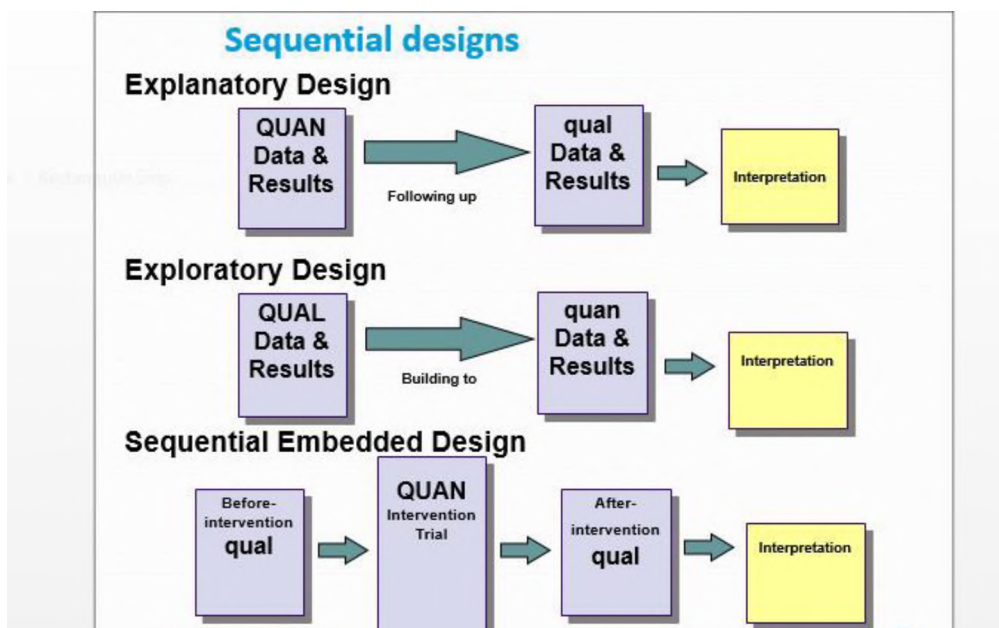 Sequential designs
Explanatory Design
QUAN
Data &
Results
Following up
qual
Data &
Results
Interpretation
Exploratory Design
QUAL
Data &
Results
Building to
quan
Data &
Results
Interpretation
Sequential Embedded Design
Before-
intervention
qual
QUAN
Intervention
Trial
After-
intervention
qual
Interpretation